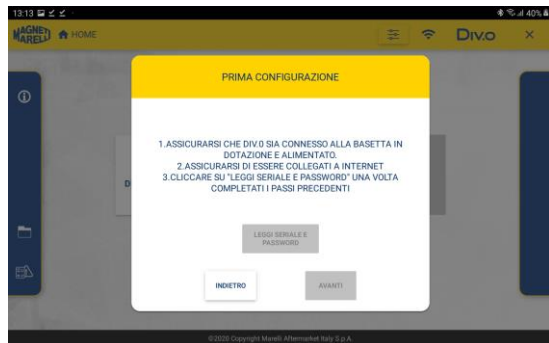 13:13
40%
MAGNETI
MARELLI
HOME
DIV.O
PRIMA CONFIGURAZIONE
1.ASSICURARSI CHE DIV.0 SIA CONNESSO ALLA BASETTA IN
DOTAZIONE E ALIMENTATO.
2.ASSICURARSI DI ESSERE COLLEGATI A INTERNET
3.CLICCARE SU "LEGGI SERIALE E PASSWORD" UNA VOLTA
COMPLETATI I PASSI PRECEDENTI
D
LEGGI SERIALE E
PASSWORD
INDIETRO
AVANTI
©2020 Copyright Marelli Aftermarket Italy S.p.A.